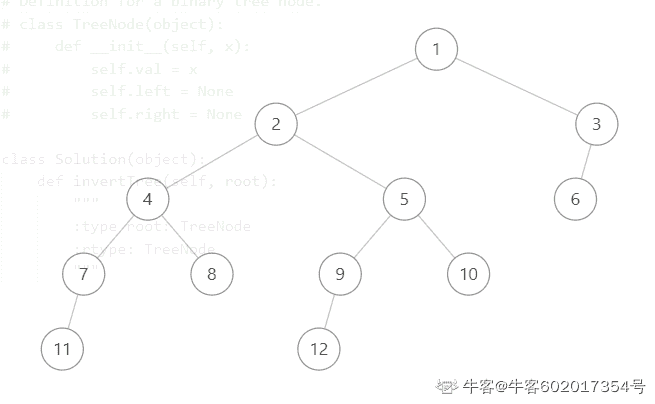 # Definition for a binary tree node.
# class TreeNode(object):
#     def __init__(self, x):
#         self.val = x
#         self.left = None
#         self.right = None
class Solution(object):
    def invertTree(self, root):
        """
        :type root: TreeNode
        :rtype: TreeNode
        """
1
2 3
4 5 6
7 8 9 10
11 12
牛客@牛客602017354号